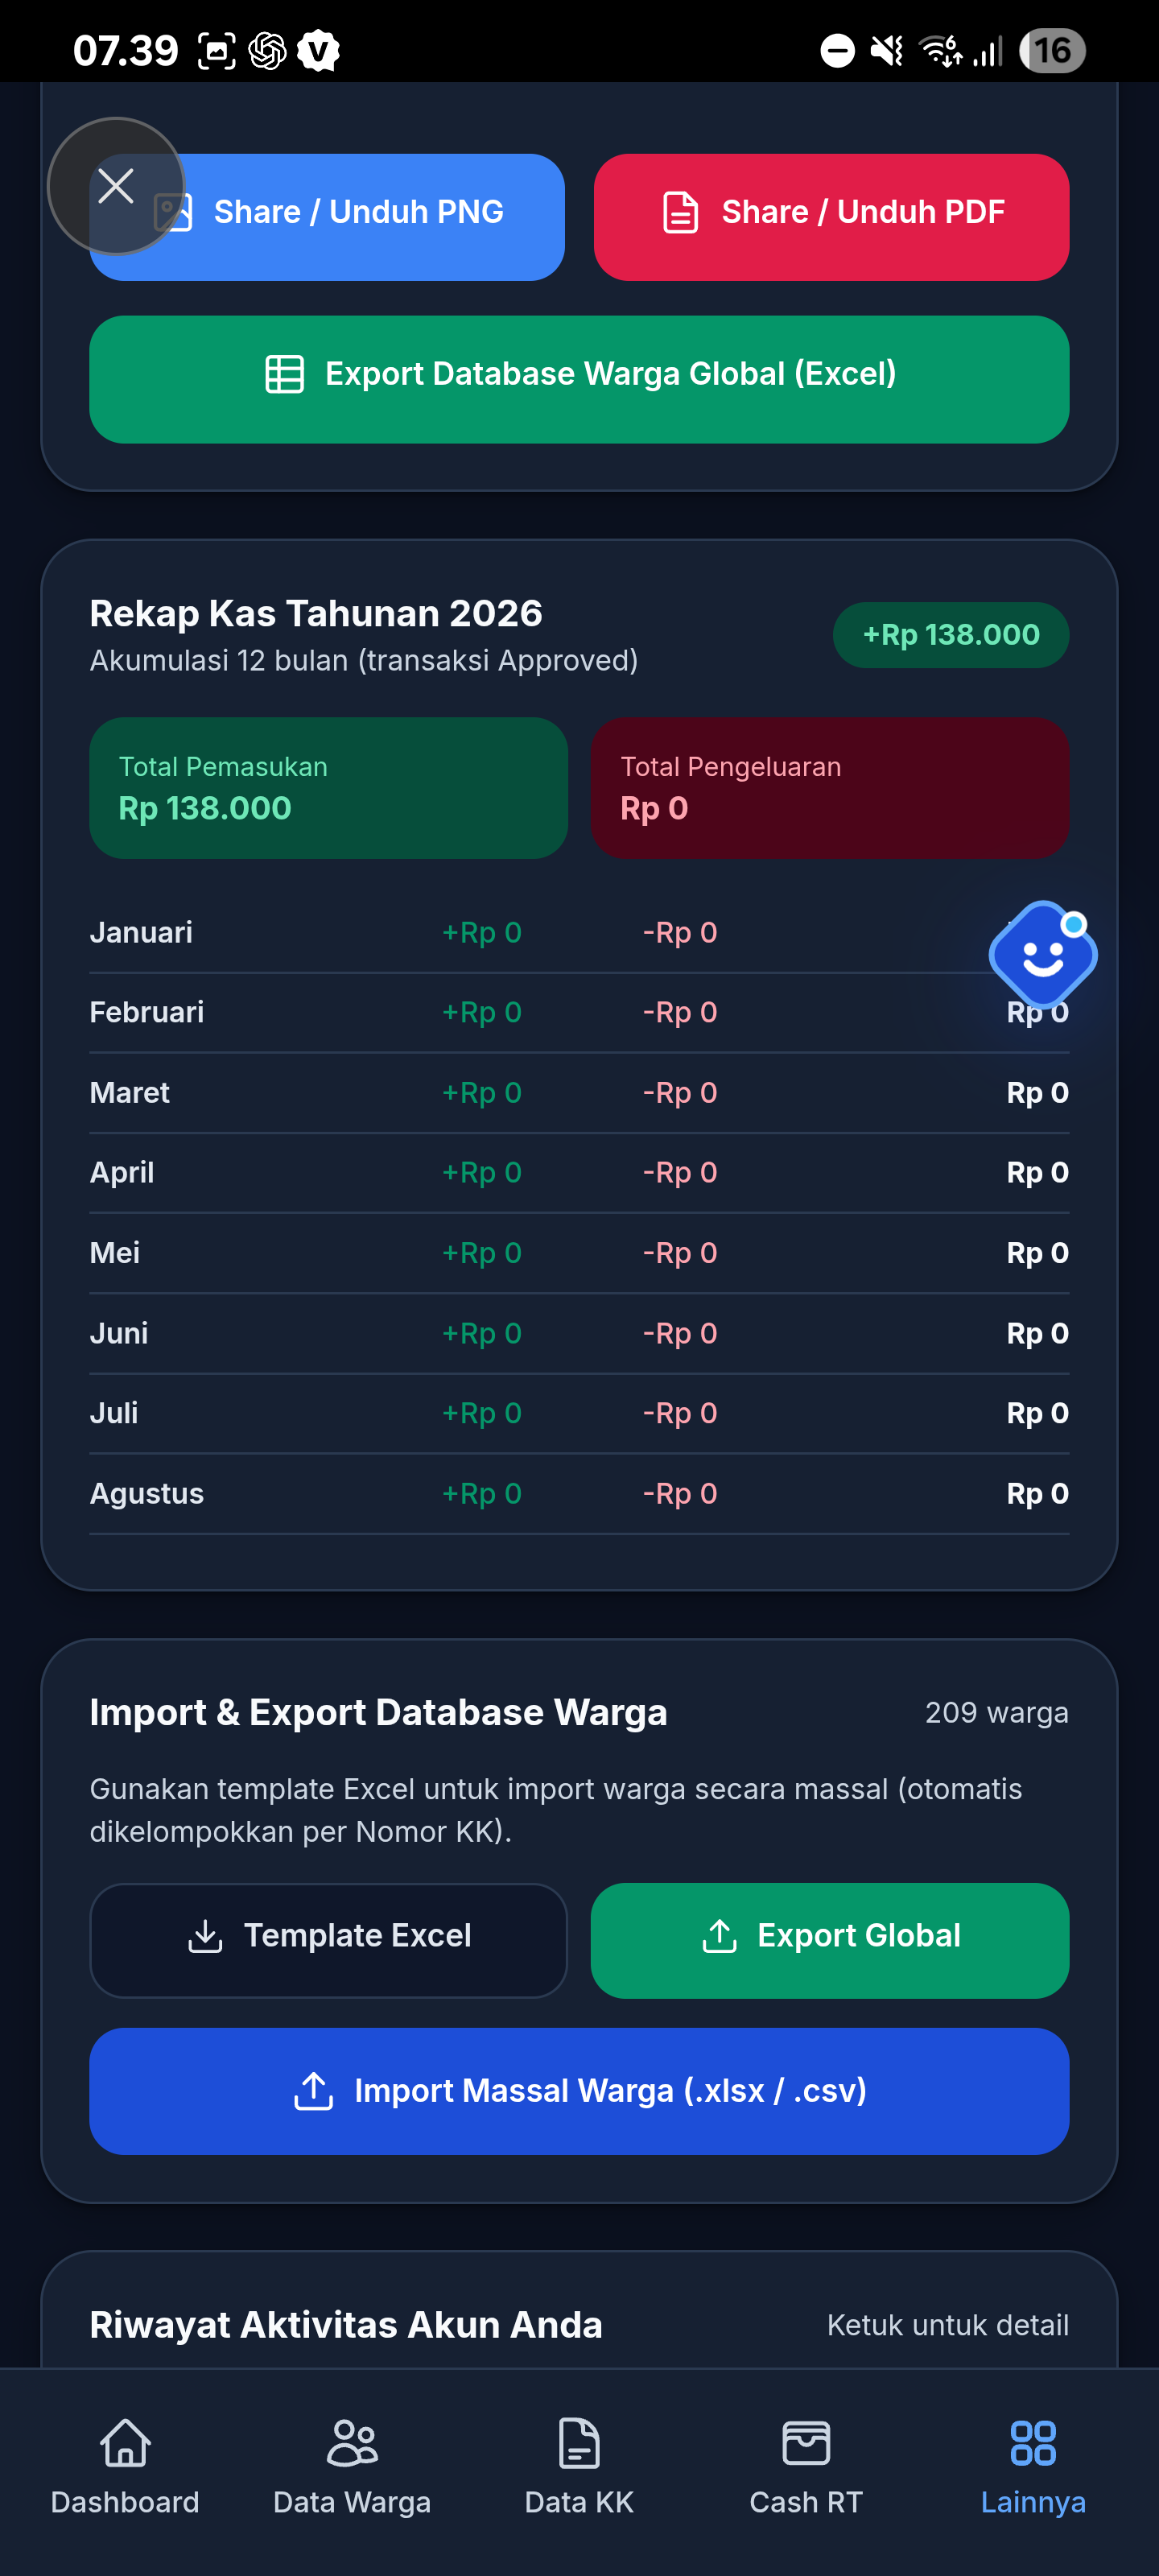 07.39
6
16
Share / Unduh PNG
Share / Unduh PDF
Export Database Warga Global (Excel)
Rekap Kas Tahunan 2026
Akumulasi 12 bulan (transaksi Approved)
+Rp 138.000
Total Pemasukan
Rp 138.000
Total Pengeluaran
Rp 0
Januari +Rp 0 -Rp 0
Februari +Rp 0 -Rp 0 Rp 0
Maret +Rp 0 -Rp 0 Rp 0
April +Rp 0 -Rp 0 Rp 0
Mei +Rp 0 -Rp 0 Rp 0
Juni +Rp 0 -Rp 0 Rp 0
Juli +Rp 0 -Rp 0 Rp 0
Agustus +Rp 0 -Rp 0 Rp 0
Import & Export Database Warga
209 warga
Gunakan template Excel untuk import warga secara massal (otomatis
dikelompokkan per Nomor KK).
Template Excel
Export Global
Import Massal Warga (.xlsx / .csv)
Riwayat Aktivitas Akun Anda
Ketuk untuk detail
Dashboard
Data Warga
Data KK
Cash RT
Lainnya